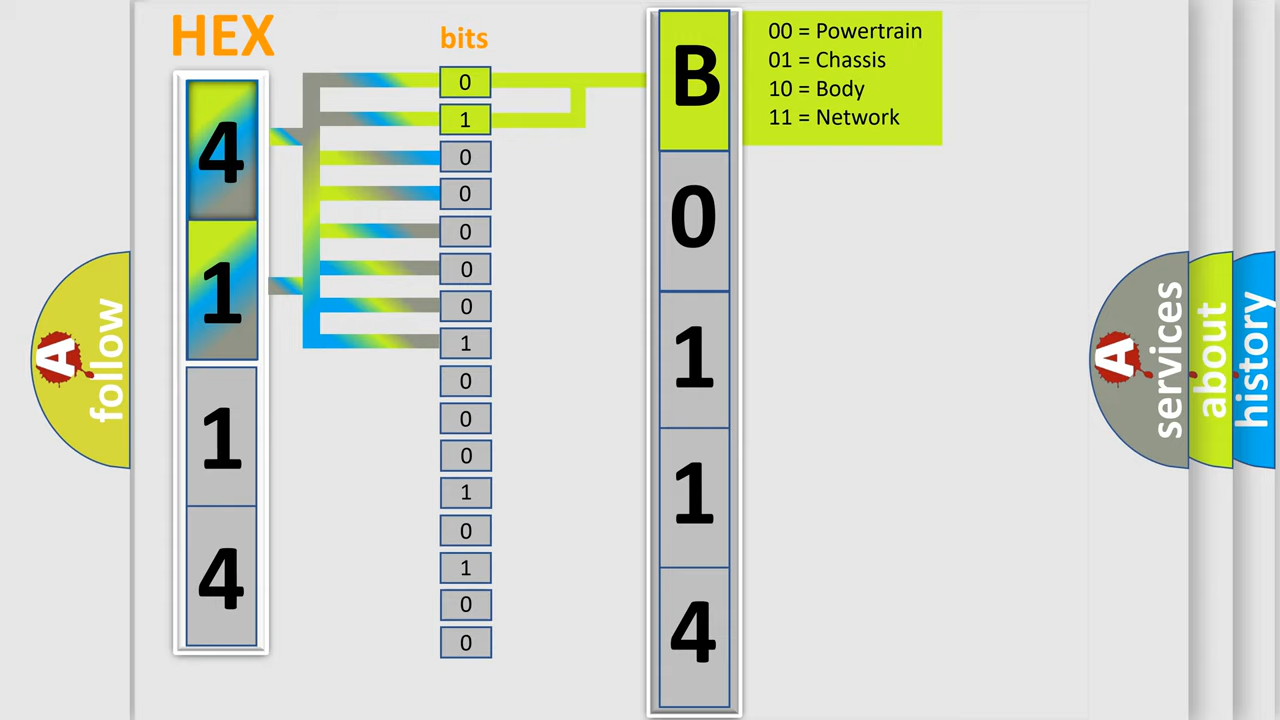 HEX
bits
4
1
1
4
0
1
0
0
0
0
0
1
0
0
0
1
0
1
0
0
B
0
1
1
4
00 = Powertrain
01 = Chassis
10 = Body
11 = Network
A follow
A services
about
history